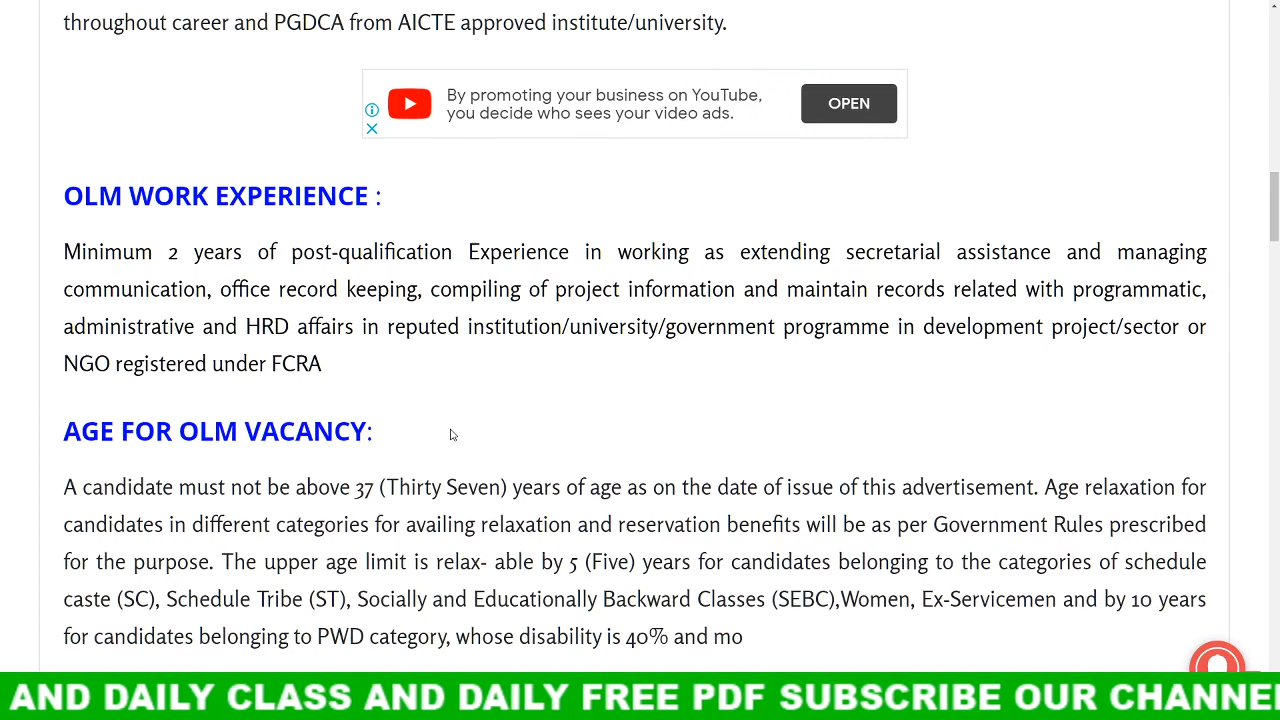 throughout career and PGDCA from AICTE approved institute/university.
By promoting your business on YouTube,
you decide who sees your video ads.
OPEN
OLM WORK EXPERIENCE :
Minimum 2 years of post-qualification Experience in working as extending secretarial assistance and managing
communication, office record keeping, compiling of project information and maintain records related with programmatic,
administrative and HRD affairs in reputed institution/university/government programme in development project/sector or
NGO registered under FCRA
AGE FOR OLM VACANCY:
A candidate must not be above 37 (Thirty Seven) years of age as on the date of issue of this advertisement. Age relaxation for
candidates in different categories for availing relaxation and reservation benefits will be as per Government Rules prescribed
for the purpose. The upper age limit is relax- able by 5 (Five) years for candidates belonging to the categories of schedule
caste (SC), Schedule Tribe (ST), Socially and Educationally Backward Classes (SEBC),Women, Ex-Servicemen and by 10 years
for candidates belonging to PWD category, whose disability is 40% and mo
AND DAILY CLASS AND DAILY FREE PDF SUBSCRIBE OUR CHANNE